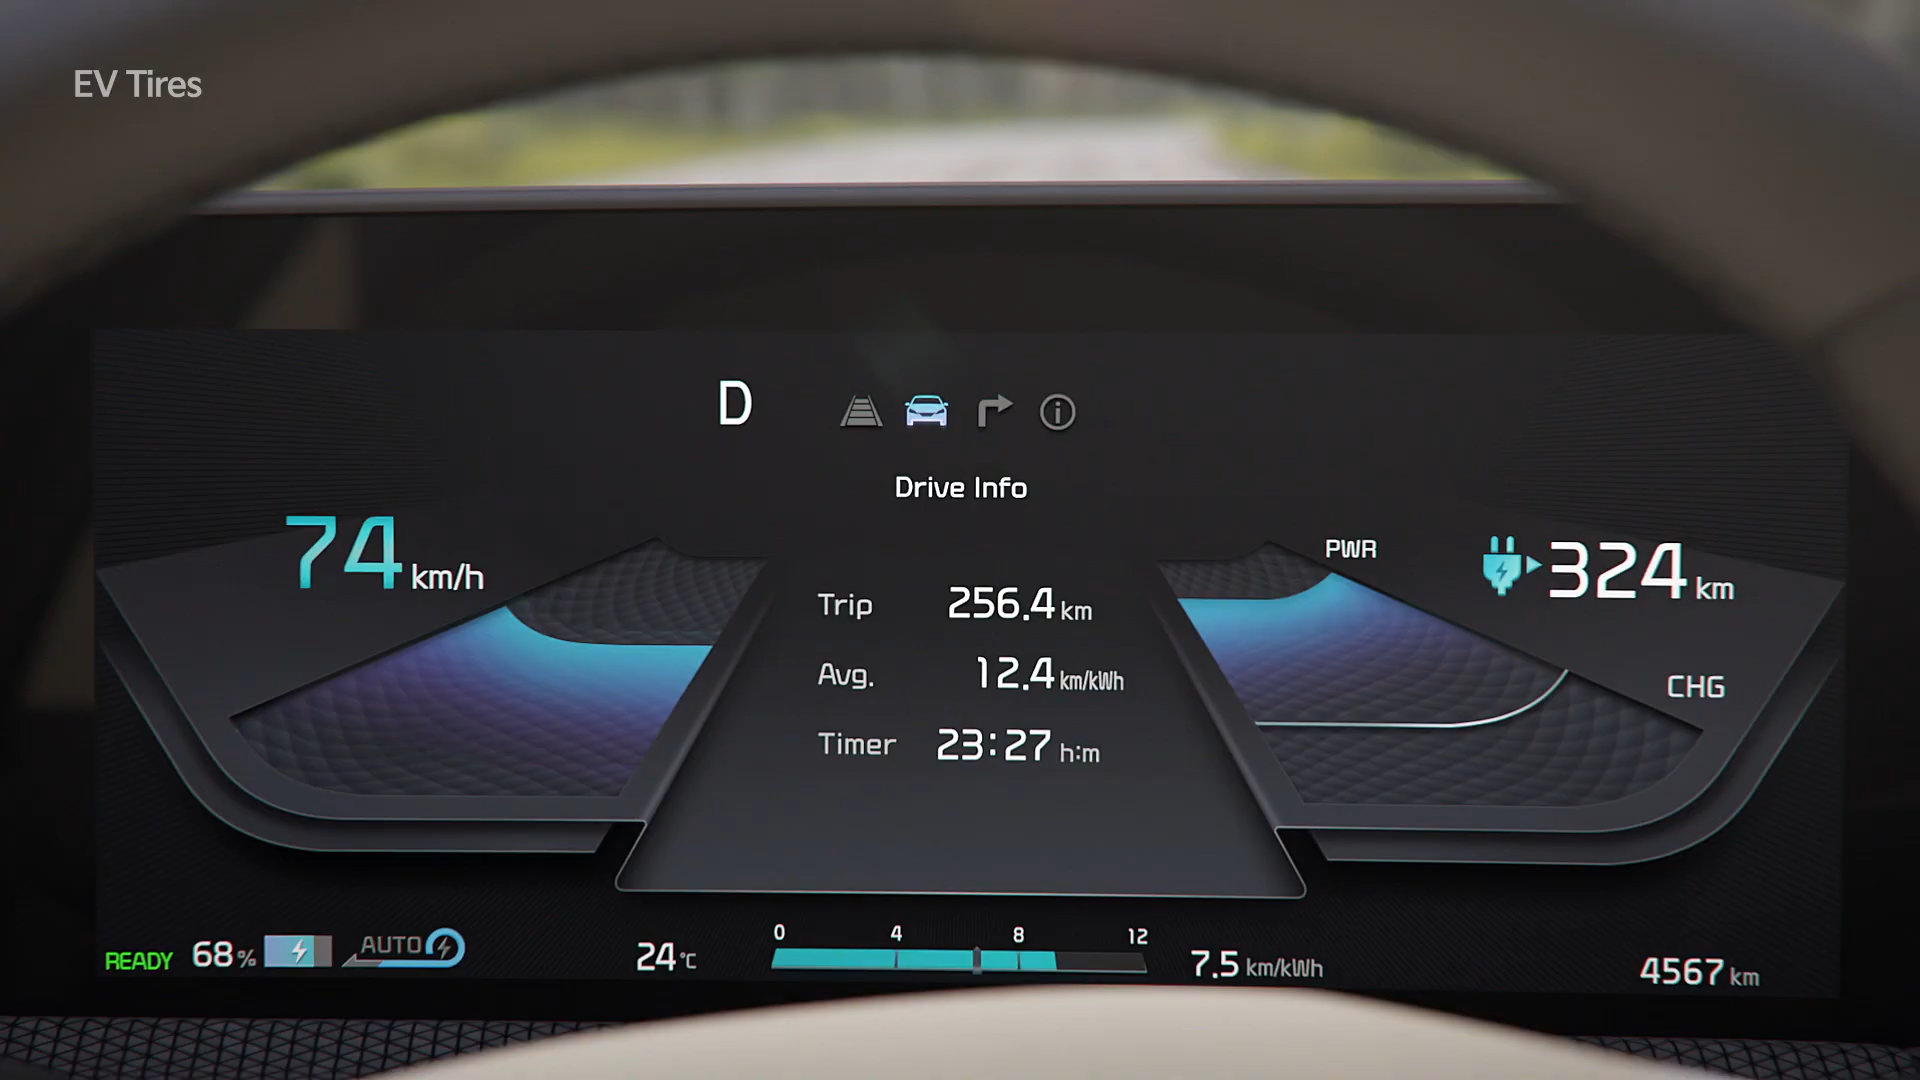 EV Tires
D
Drive Info
74 km/h
PWR
324 km
Trip 256.4 km
Avg. 12.4 km/kWh
CHG
Timer 23:27 h:m
0 4 8 12
READY 68% AUTO 24°C 7.5 km/kWh 4567 km